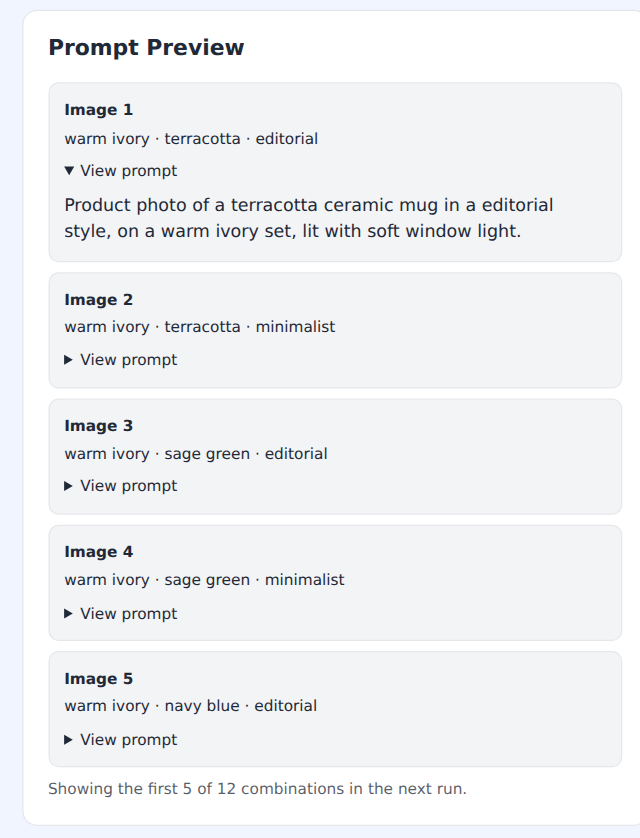 Prompt Preview
Image 1
warm ivory · terracotta · editorial
▼ View prompt
Product photo of a terracotta ceramic mug in a editorial
style, on a warm ivory set, lit with soft window light.
Image 2
warm ivory · terracotta · minimalist
▶ View prompt
Image 3
warm ivory · sage green · editorial
▶ View prompt
Image 4
warm ivory · sage green · minimalist
▶ View prompt
Image 5
warm ivory · navy blue · editorial
▶ View prompt
Showing the first 5 of 12 combinations in the next run.